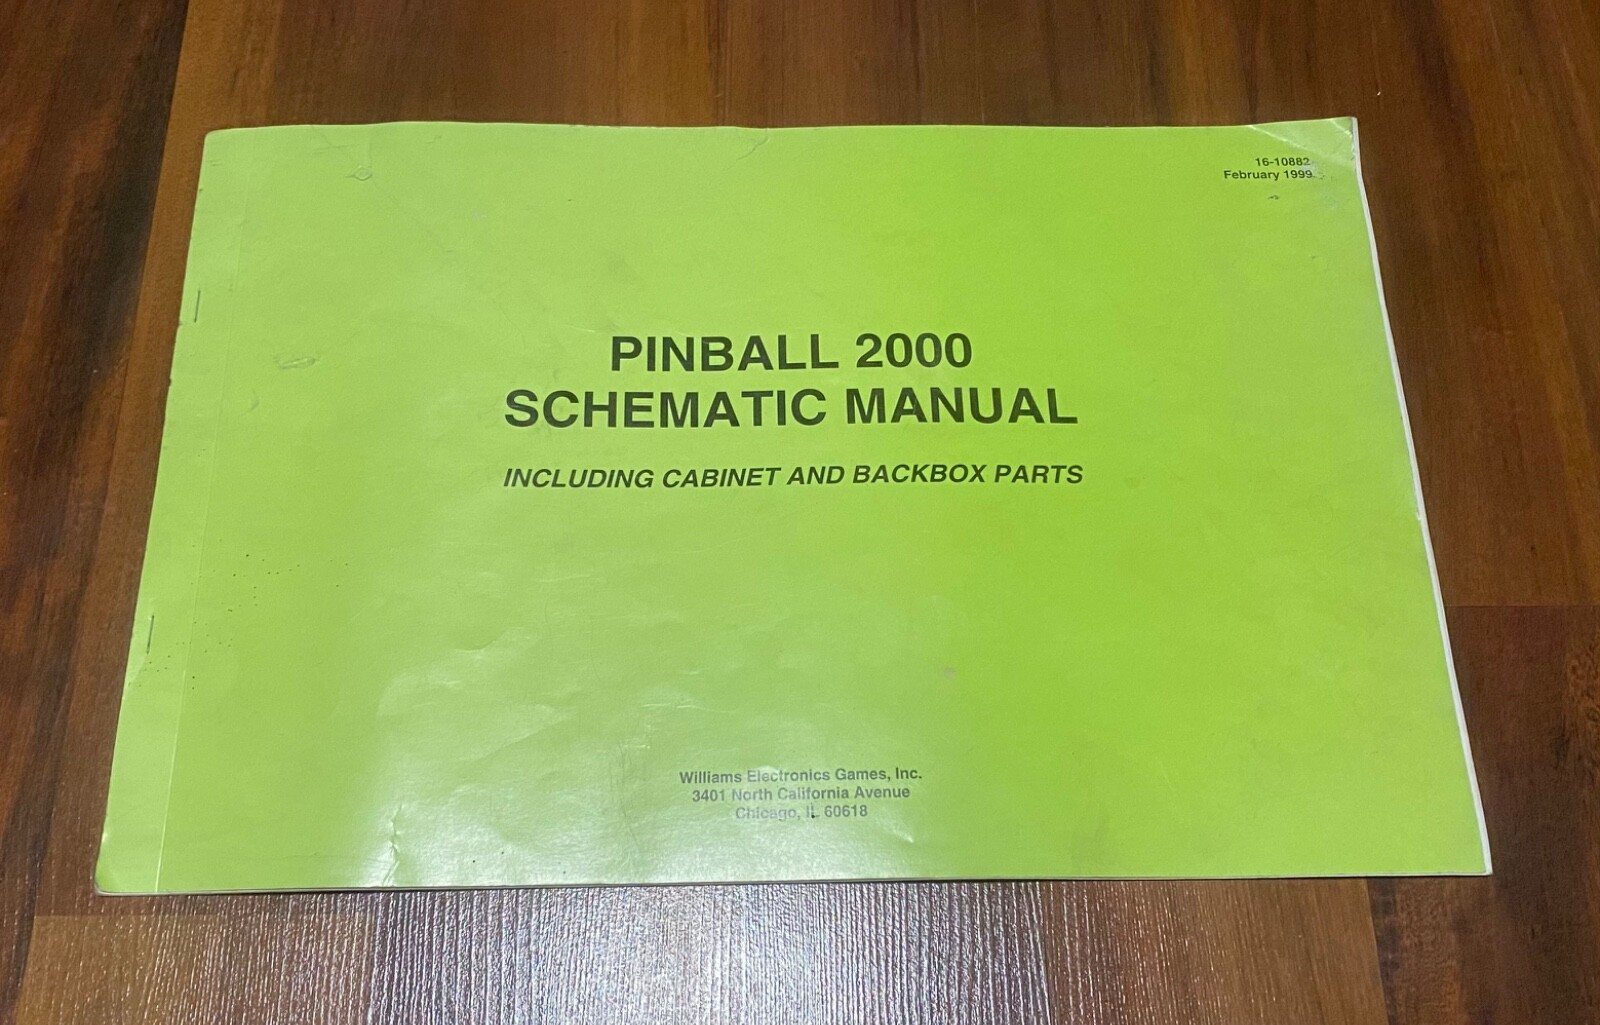 16-10882
February 1999
PINBALL 2000
SCHEMATIC MANUAL
INCLUDING CABINET AND BACKBOX PARTS
Williams Electronics Games, Inc.
3401 North California Avenue
Chicago, IL 60618